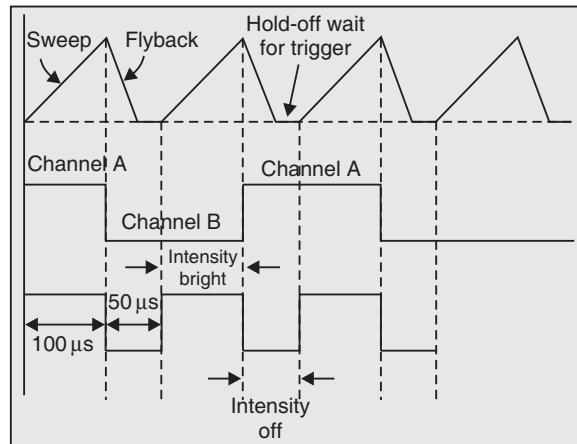 Hold-off wait
for trigger
Sweep
Flyback
Channel A
Channel A
Channel B
Intensity
bright
50 µs
100 µs
Intensity
off